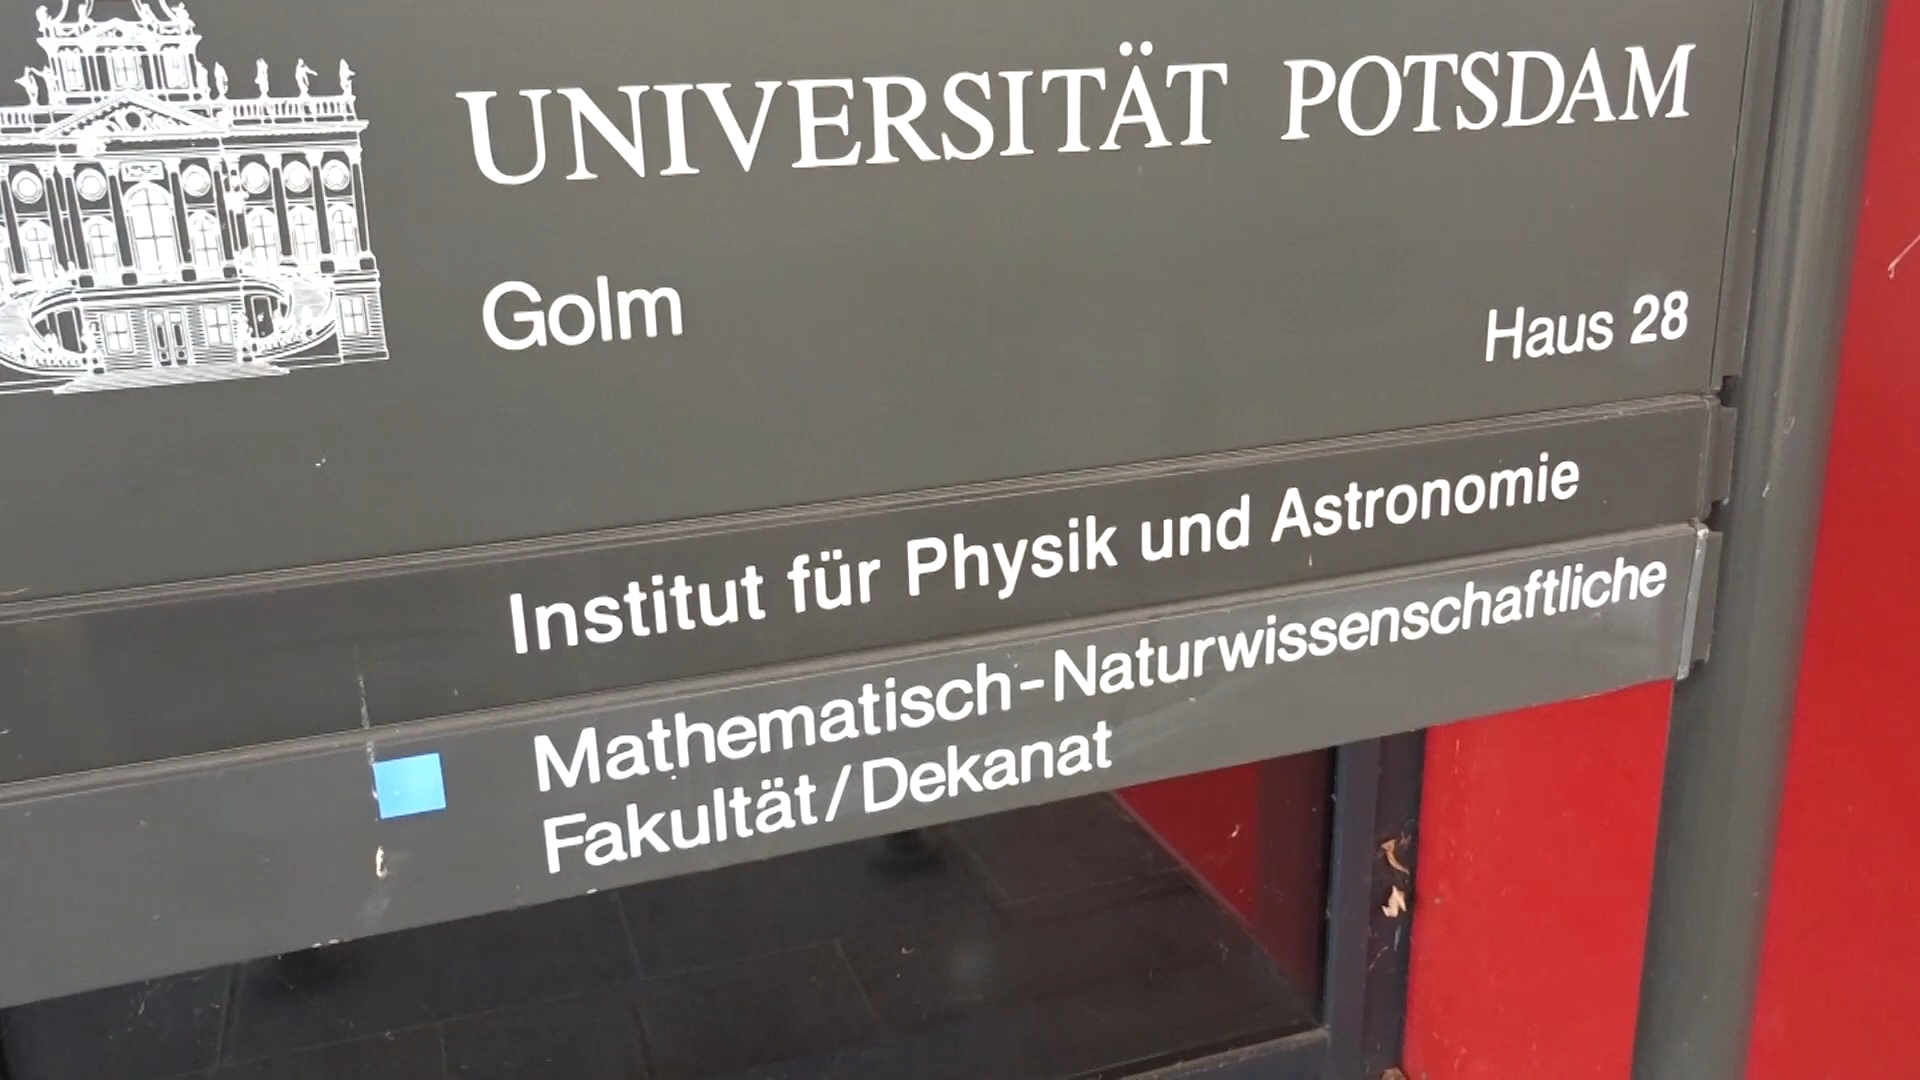 UNIVERSITÄT POTSDAM
Golm
Haus 28
Institut für Physik und Astronomie
Mathematisch-Naturwissenschaftliche
Fakultät/Dekanat